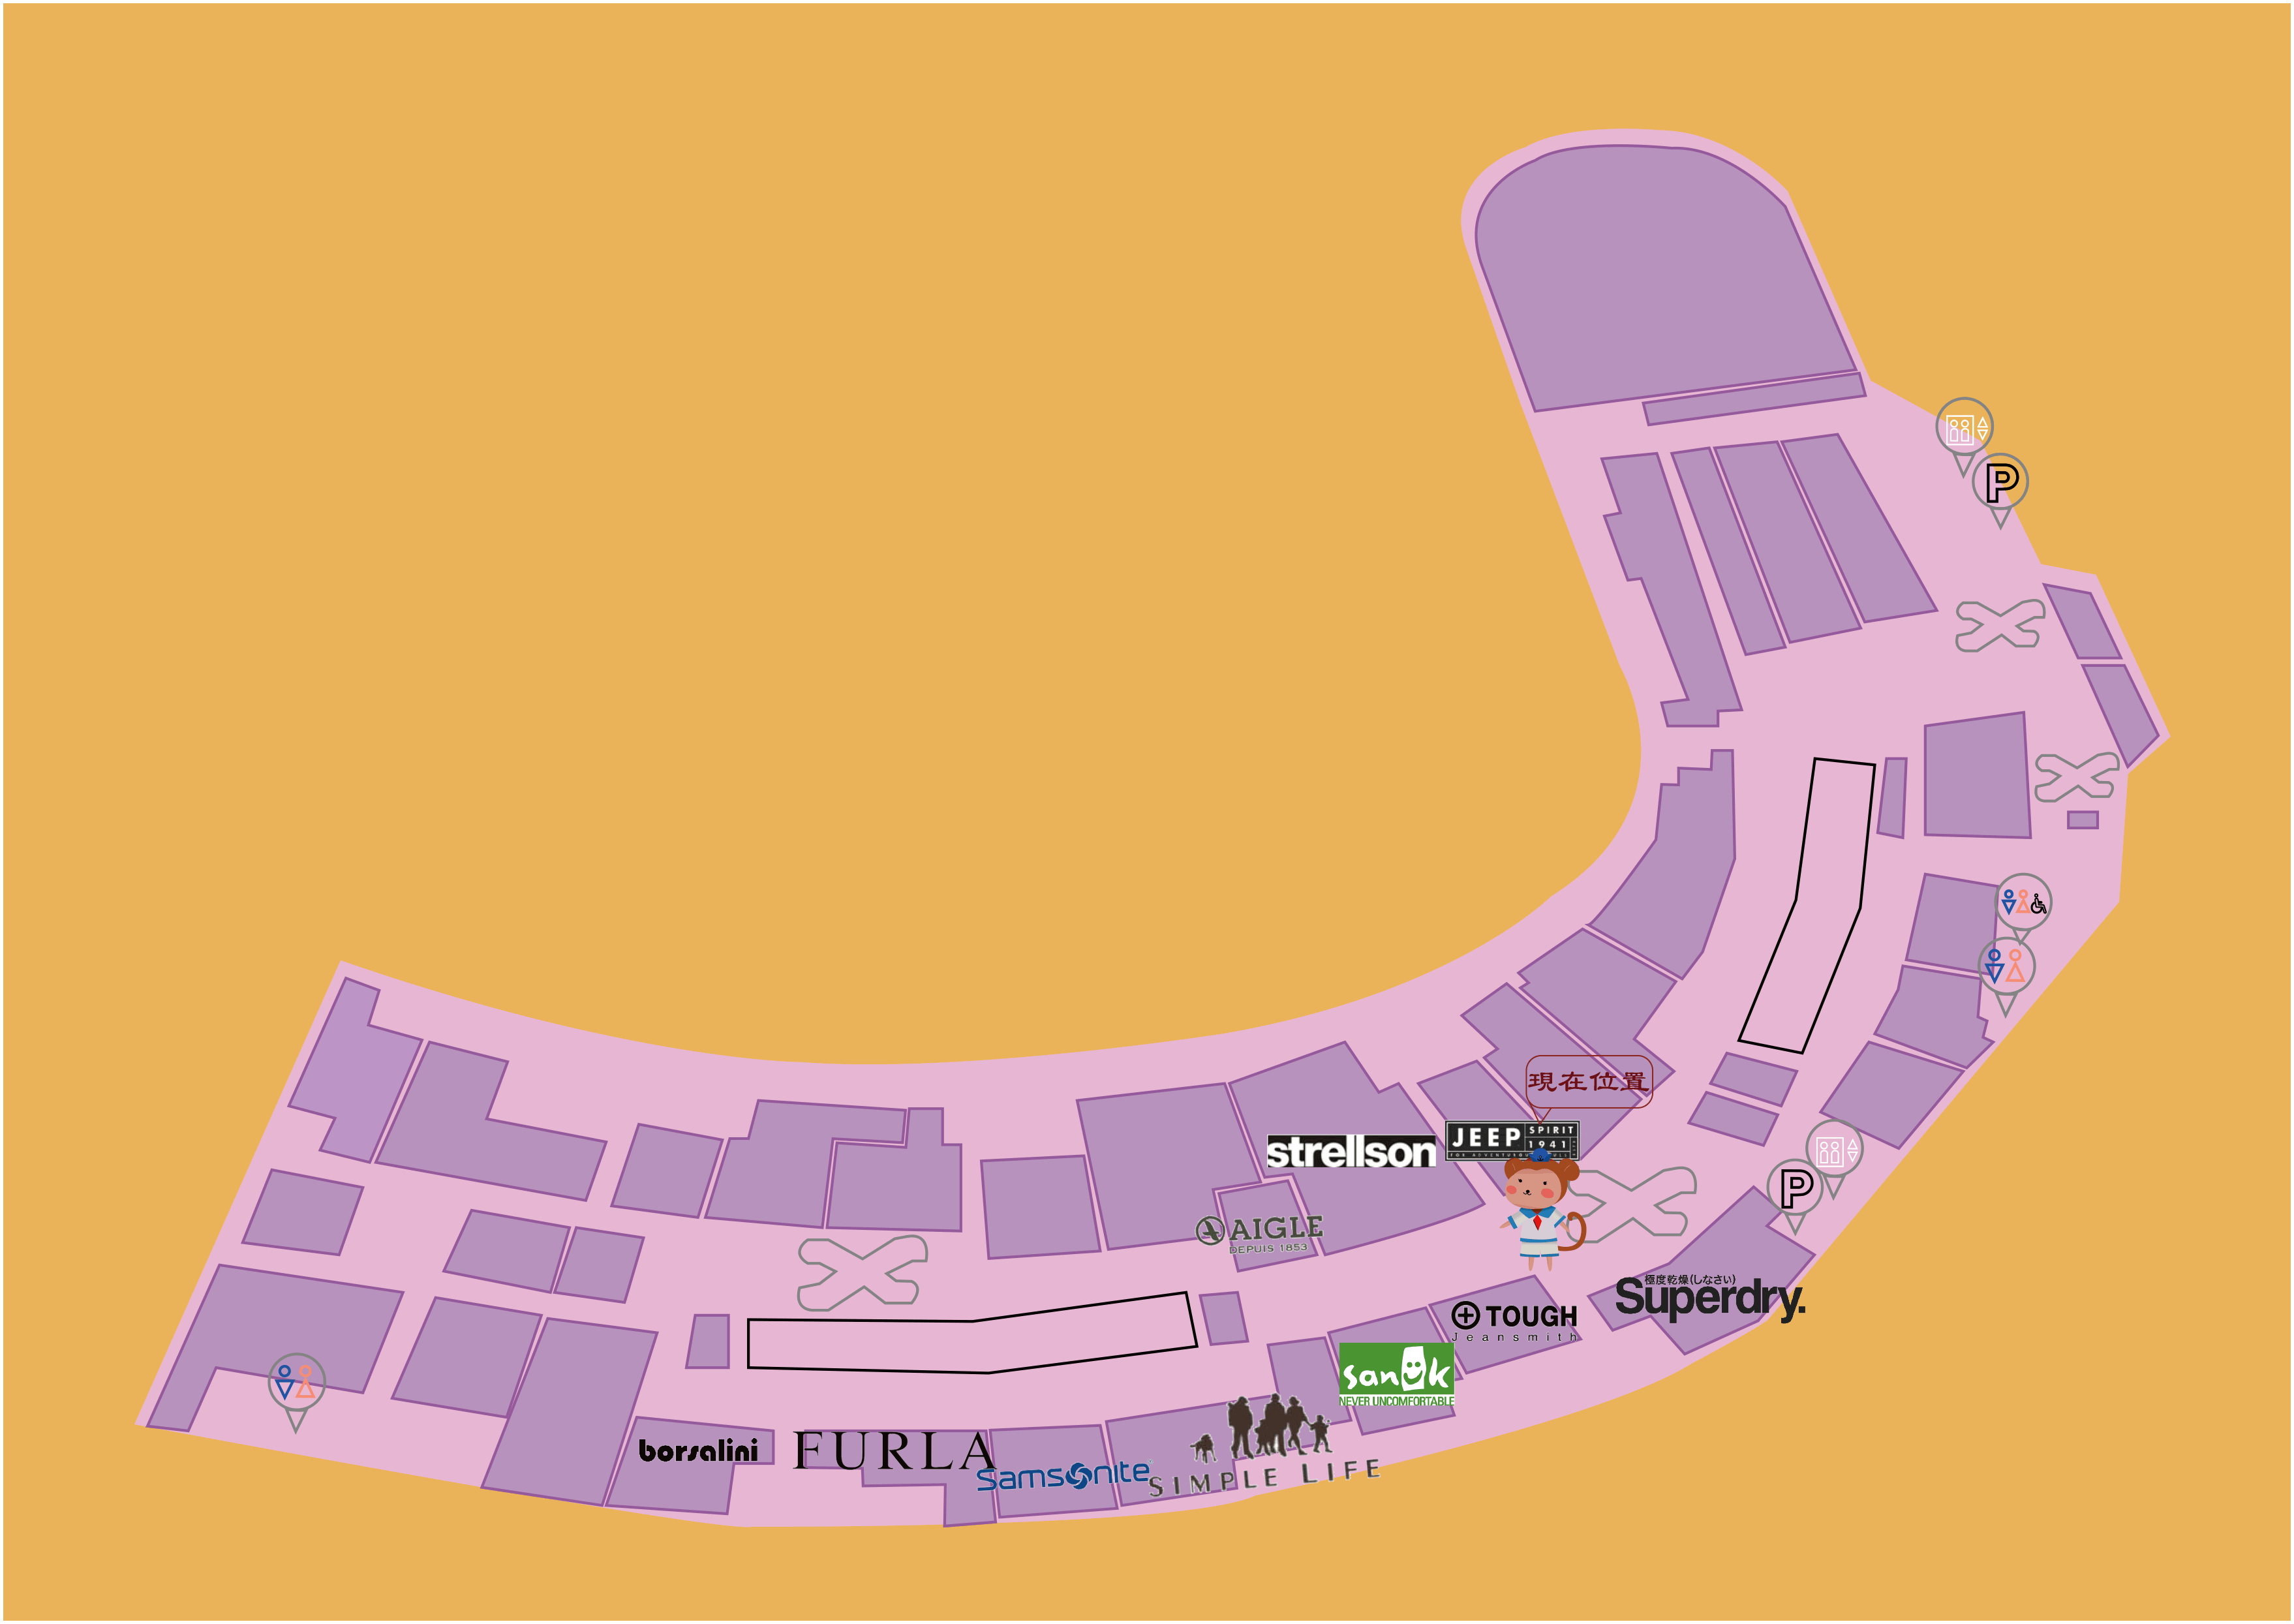 P
現在位置
JEEP SPIRIT
1941
strellson
P
AIGLE
DEPUIS 1853
極度乾燥(しなさい)
Superdry.
TOUGH
Jeansmith
sanuk
NEVER UNCOMFORTABLE
borsalini
FURLA
Samsonite
SIMPLE LIFE